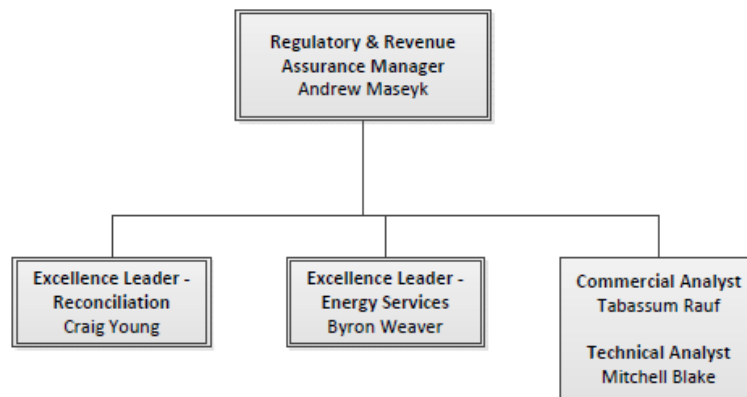 Regulatory & Revenue
Assurance Manager
Andrew Maseyk
Excellence Leader -
Reconciliation
Craig Young
Excellence Leader -
Energy Services
Byron Weaver
Commercial Analyst
Tabassum Rauf
Technical Analyst
Mitchell Blake